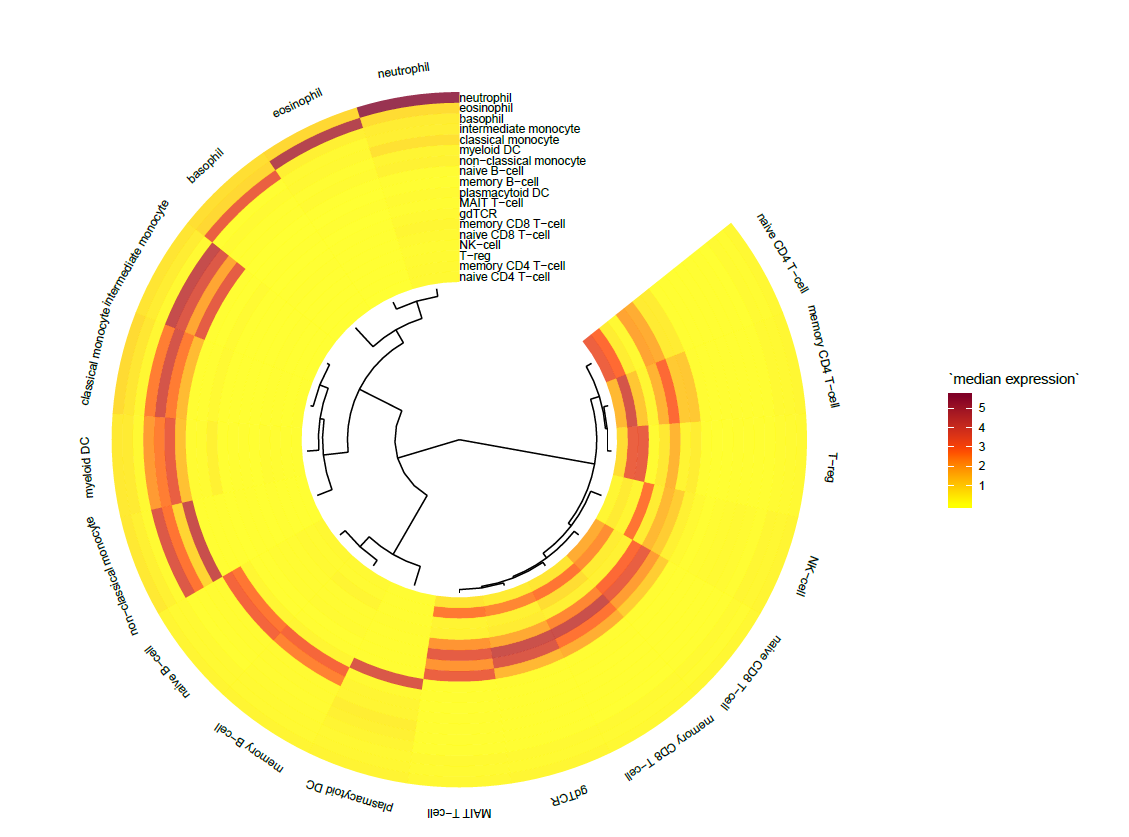 neutrophil
eosinophil
basophil
intermediate monocyte
classical monocyte
myeloid DC
non-classical monocyte
naive B-cell
memory B-cell
plasmacytoid DC
MAIT T-cell
gdTCR
memory CD8 T-cell
naive CD8 T-cell
NK-cell
T-reg
memory CD4 T-cell
naive CD4 T-cell
neutrophil
eosinophil
basophil
intermediate monocyte
classical monocyte
myeloid DC
non-classical monocyte
naive B-cell
memory B-cell
plasmacytoid DC
MAIT T-cell
gdTCR
memory CD8 T-cell
naive CD8 T-cell
NK-cell
T-reg
memory CD4 T-cell
naive CD4 T-cell
`median expression`
5
4
3
2
1